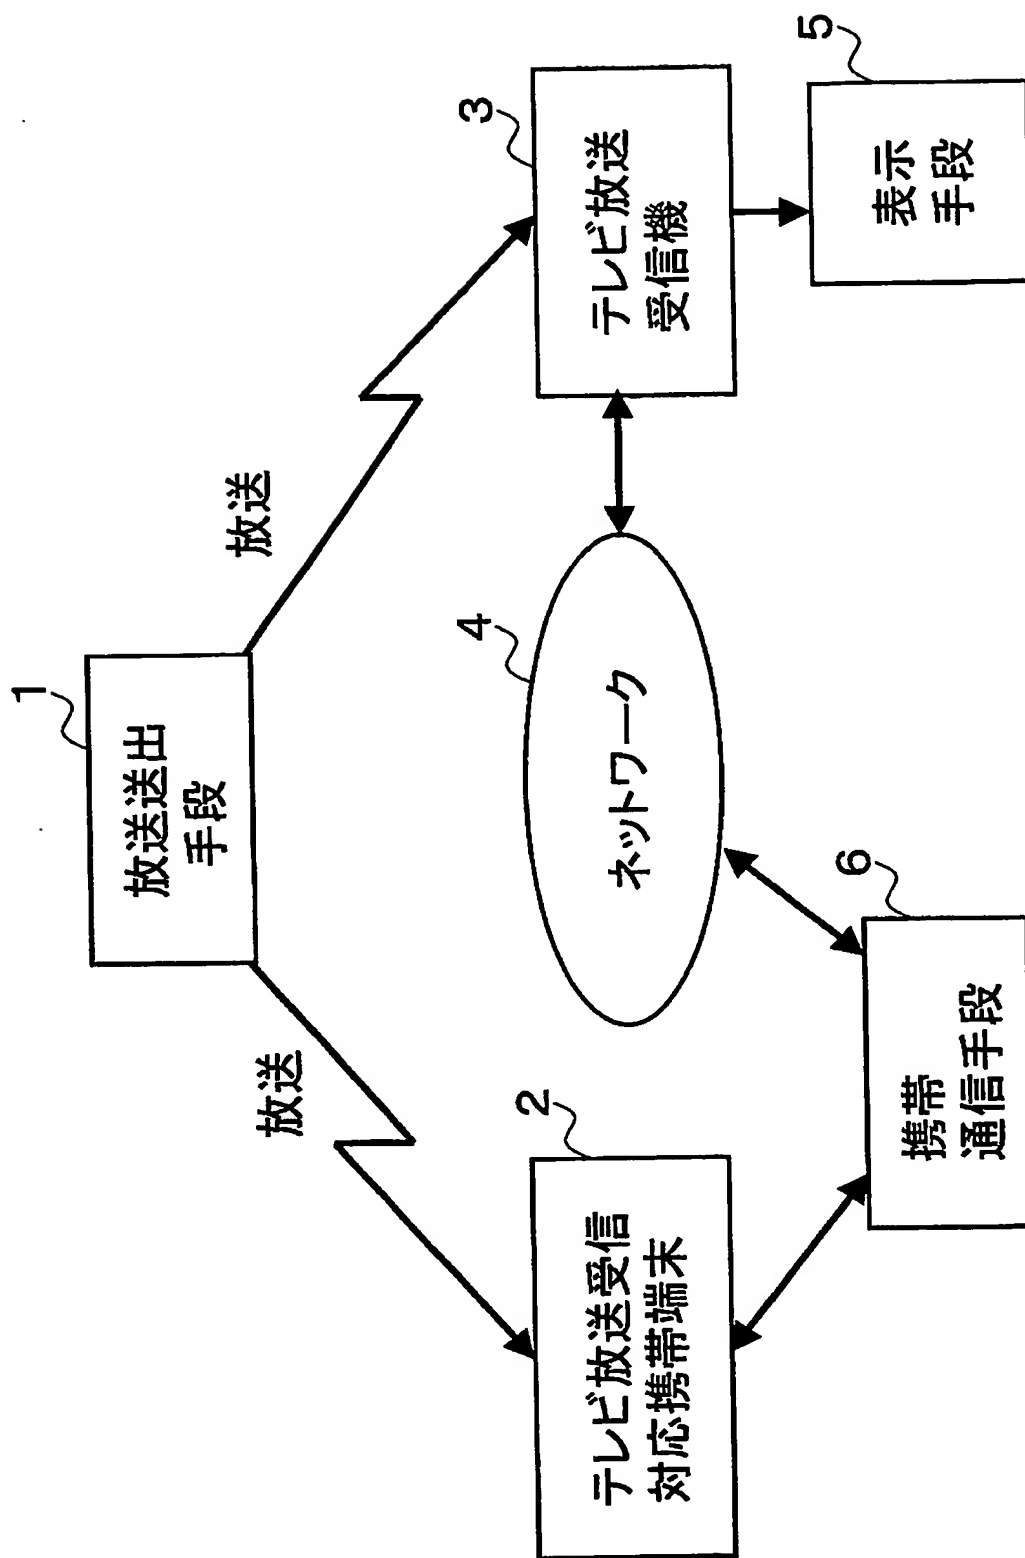 1
放送送出
手段
放送
放送
2
テレビ放送受信
対応携帯端末
4
ネットワーク
3
テレビ放送
受信機
6
携帯
通信手段
5
表示
手段